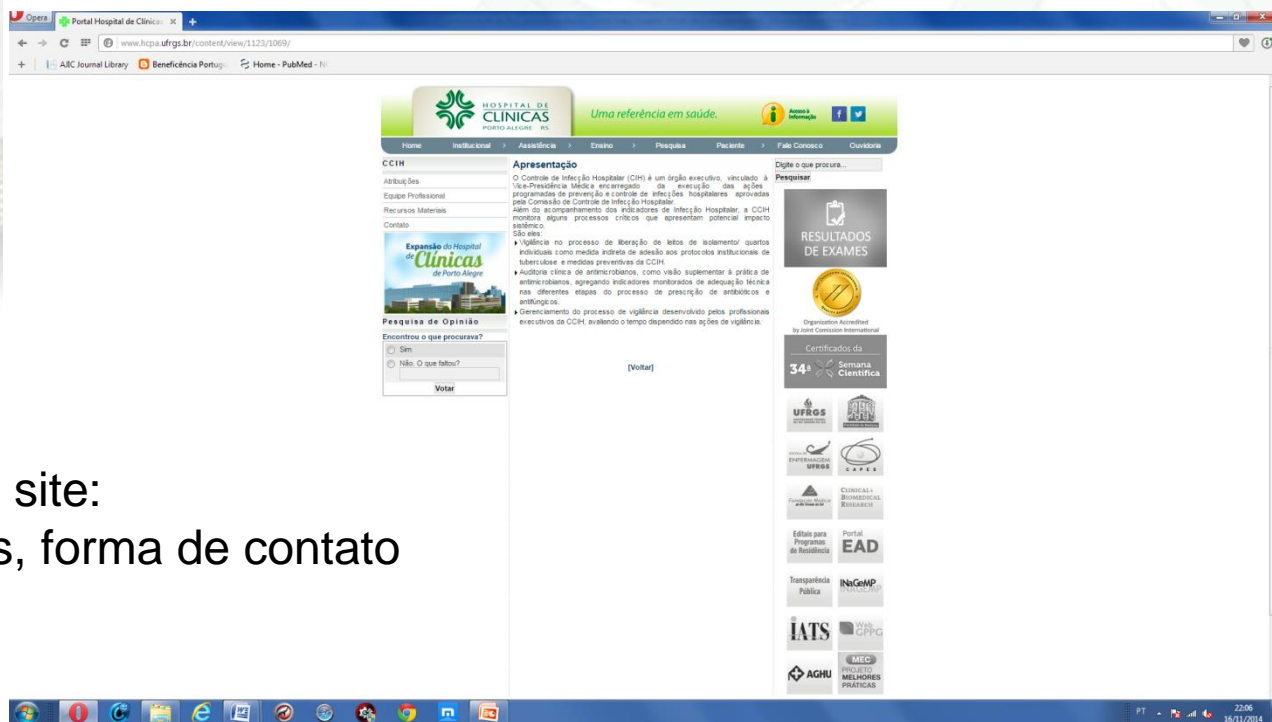 Opera
Portal Hospital de Clínicas
www.hcpa.ufrgs.br/content/view/1123/1069/
AJIC Journal Library
Beneficência Portug
Home - PubMed - N
HOSPITAL DE
CLINICAS
PORTO ALEGRE RS
Uma referência em saúde.
Acesso à
Informação
Home
Institucional
Assistência
Ensino
Pesquisa
Paciente
Fale Conosco
Ouvidoria
CCIH
Atribuições
Equipe Profissional
Recursos Materiais
Contato
Expansão do Hospital
de Clínicas
de Porto Alegre
Pesquisa de Opinião
Encontrou o que procurava?
Sim
Não. O que faltou?
Votar
Apresentação
O Controle de Infecção Hospitalar (CIH) é um órgão executivo, vinculado à
Vice-Presidência Médica encarregado da execução das ações
programadas de prevenção e controle de infecções hospitalares aprovadas
pela Comissão de Controle de Infecção Hospitalar.
Além do acompanhamento dos indicadores de Infecção Hospitalar, a CCIH
monitora alguns processos críticos que apresentam potencial impacto
sistêmico.
São eles:
Vigilância no processo de liberação de leitos de isolamento/ quartos
individuais como medida indireta de adesão aos protocolos institucionais de
tuberculose e medidas preventivas da CCIH.
Auditoria clínica de antimicrobianos, como visão suplementar à prática de
antimicrobianos, agregando indicadores monitorados de adequação técnica
nas diferentes etapas do processo de prescrição de antibióticos e
antifúngicos.
Gerenciamento do processo de vigilância desenvolvido pelos profissionais
executivos da CCIH, avaliando o tempo dispendido nas ações de vigilância.
[Voltar]
Digite o que procura...
Pesquisar
RESULTADOS
DE EXAMES
Organisation Accredited
by Joint Comission International
Certificados da
34ª Semana
Científica
UFRGS
ENFERMAGEM
UFRGS
CAPES
CLINICAL&
BIOMEDICAL
RESEARCH
Editais para
Programas
de Residência
Portal
EAD
Transparência
Pública
INaGeMP
INAGEMP
IATS
Web
GPPG
AGHU
MEC
PROJETO
MELHORES
PRÁTICAS
site:
s, forma de contato
PT
22:06
16/11/2014